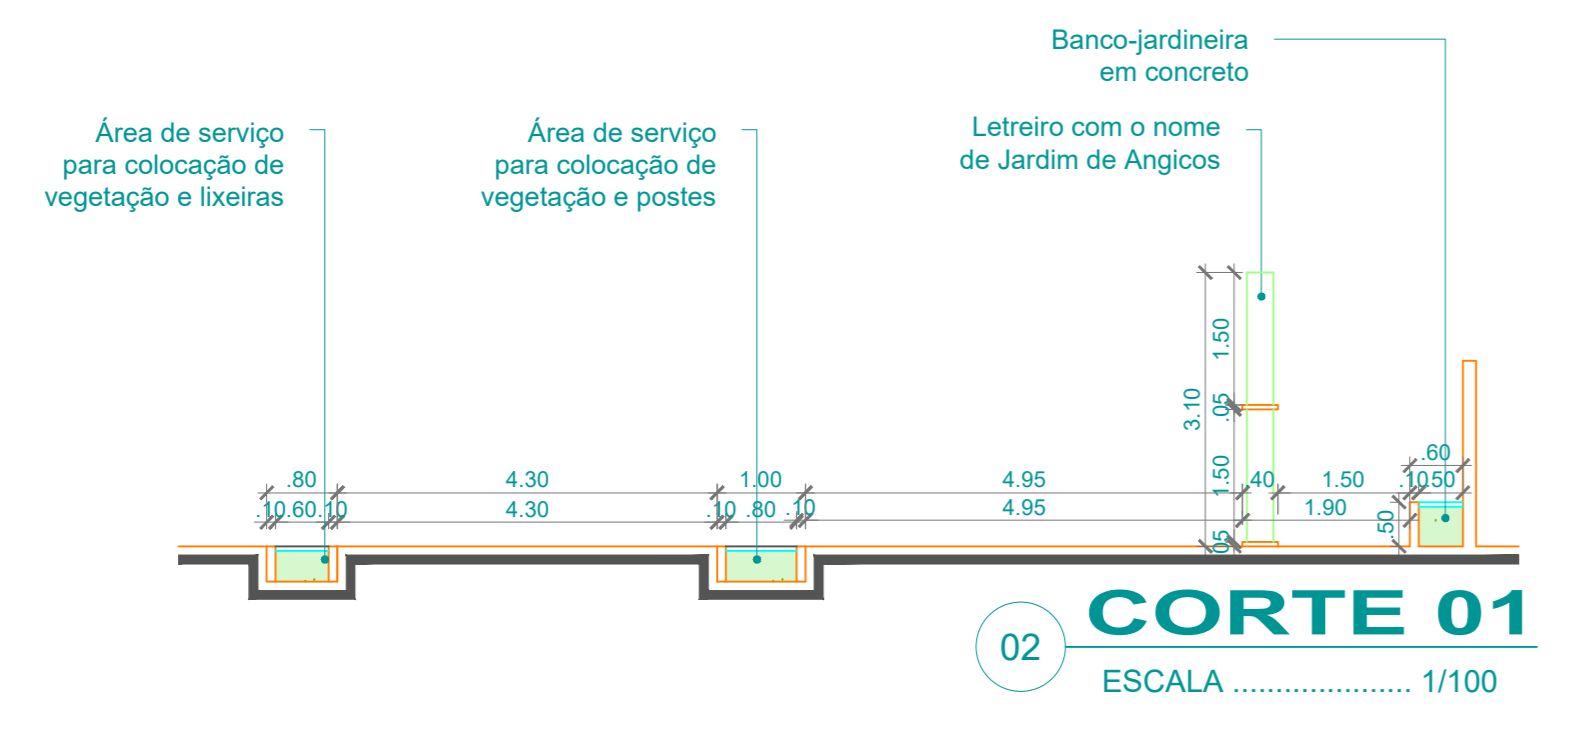 Banco-jardineira
em concreto
Área de serviço
para colocação de
vegetação e lixeiras
Área de serviço
para colocação de
vegetação e postes
Letreiro com o nome
de Jardim de Angicos
1.50
3.10
.05
1.50
.05
.60
.80
4.30
1.00
4.95
.40
1.50
.10
.50
.10
.60
.10
4.30
.10
.80
.10
4.95
1.90
.50
02
CORTE 01
ESCALA ..................... 1/100